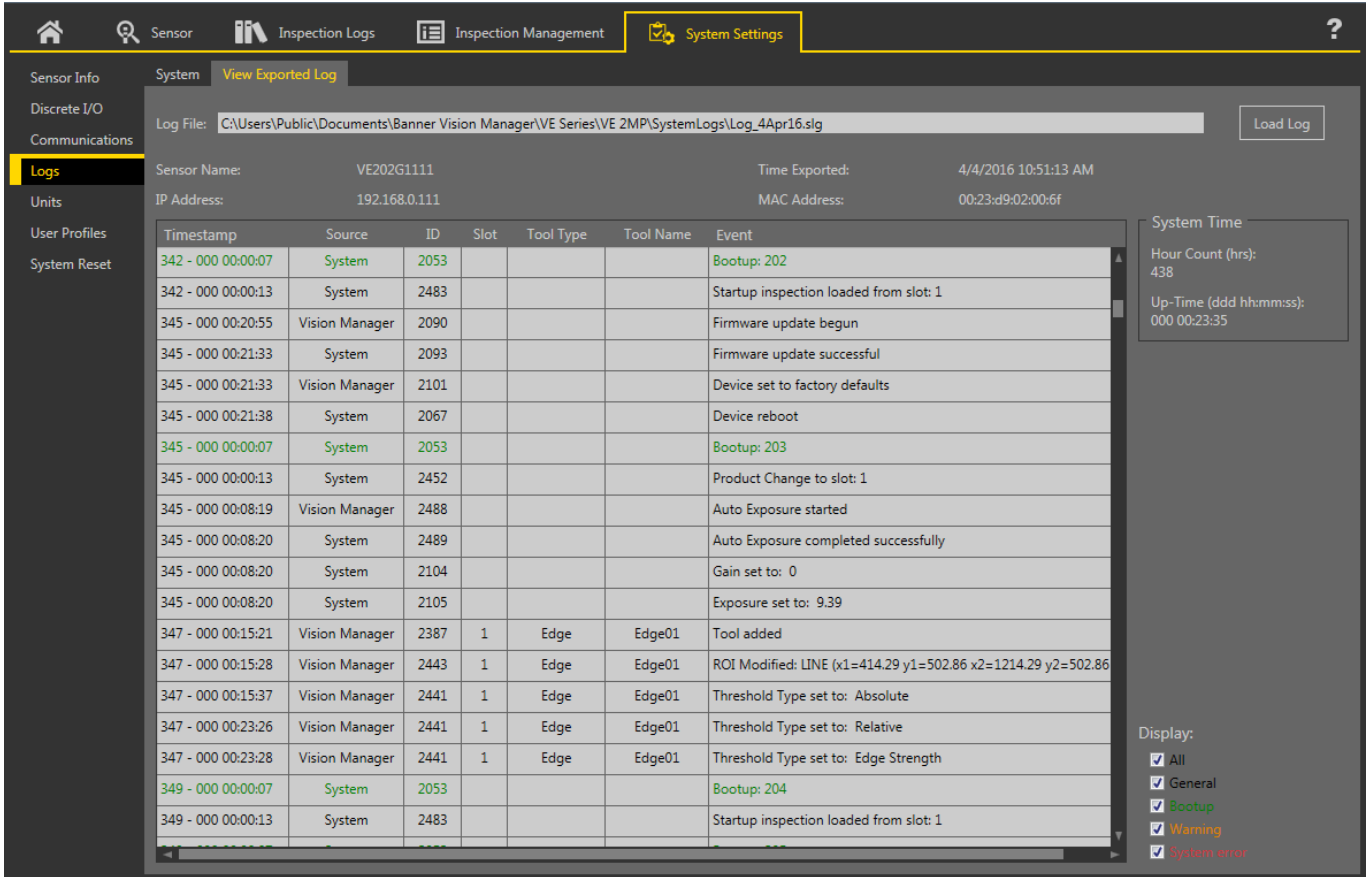 Sensor Inspection Logs Inspection Management System Settings ?
Sensor Info
Discrete I/O
Communications
Logs
Units
User Profiles
System Reset
System View Exported Log
Log File: C:\Users\Public\Documents\Banner Vision Manager\VE Series\VE 2MP\SystemLogs\Log_4Apr16.slg Load Log
Sensor Name: VE202G1111 Time Exported: 4/4/2016 10:51:13 AM
IP Address: 192.168.0.111 MAC Address: 00:23:d9:02:00:6f
Timestamp Source ID Slot Tool Type Tool Name Event
342 - 000 00:00:07 System 2053 Bootup: 202
342 - 000 00:00:13 System 2483 Startup inspection loaded from slot: 1
345 - 000 00:20:55 Vision Manager 2090 Firmware update begun
345 - 000 00:21:33 System 2093 Firmware update successful
345 - 000 00:21:33 Vision Manager 2101 Device set to factory defaults
345 - 000 00:21:38 System 2067 Device reboot
345 - 000 00:00:07 System 2053 Bootup: 203
345 - 000 00:00:13 System 2452 Product Change to slot: 1
345 - 000 00:08:19 Vision Manager 2488 Auto Exposure started
345 - 000 00:08:20 System 2489 Auto Exposure completed successfully
345 - 000 00:08:20 System 2104 Gain set to: 0
345 - 000 00:08:20 System 2105 Exposure set to: 9.39
347 - 000 00:15:21 Vision Manager 2387 1 Edge Edge01 Tool added
347 - 000 00:15:28 Vision Manager 2443 1 Edge Edge01 ROI Modified: LINE (x1=414.29 y1=502.86 x2=1214.29 y2=502.86
347 - 000 00:15:37 Vision Manager 2441 1 Edge Edge01 Threshold Type set to: Absolute
347 - 000 00:23:26 Vision Manager 2441 1 Edge Edge01 Threshold Type set to: Relative
347 - 000 00:23:28 Vision Manager 2441 1 Edge Edge01 Threshold Type set to: Edge Strength
349 - 000 00:00:07 System 2053 Bootup: 204
349 - 000 00:00:13 System 2483 Startup inspection loaded from slot: 1
System Time
Hour Count (hrs):
438
Up-Time (ddd hh:mm:ss):
000 00:23:35
Display:
All
General
Bootup
Warning
System error